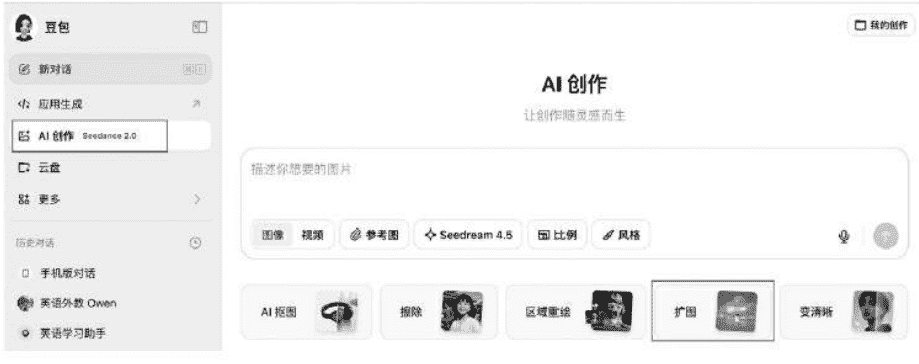 豆包
新对话
应用生成
AI 创作 Seedance 2.0
云盘
更多
历史对话
手机版对话
英语外教 Owen
英语学习助手
我的创作
AI 创作
让创作随灵感而生
描述你想要的图片
图像 视频 参考图 Seedream 4.5 比例 风格
AI 抠图 擦除 区域重绘 扩图 变清晰